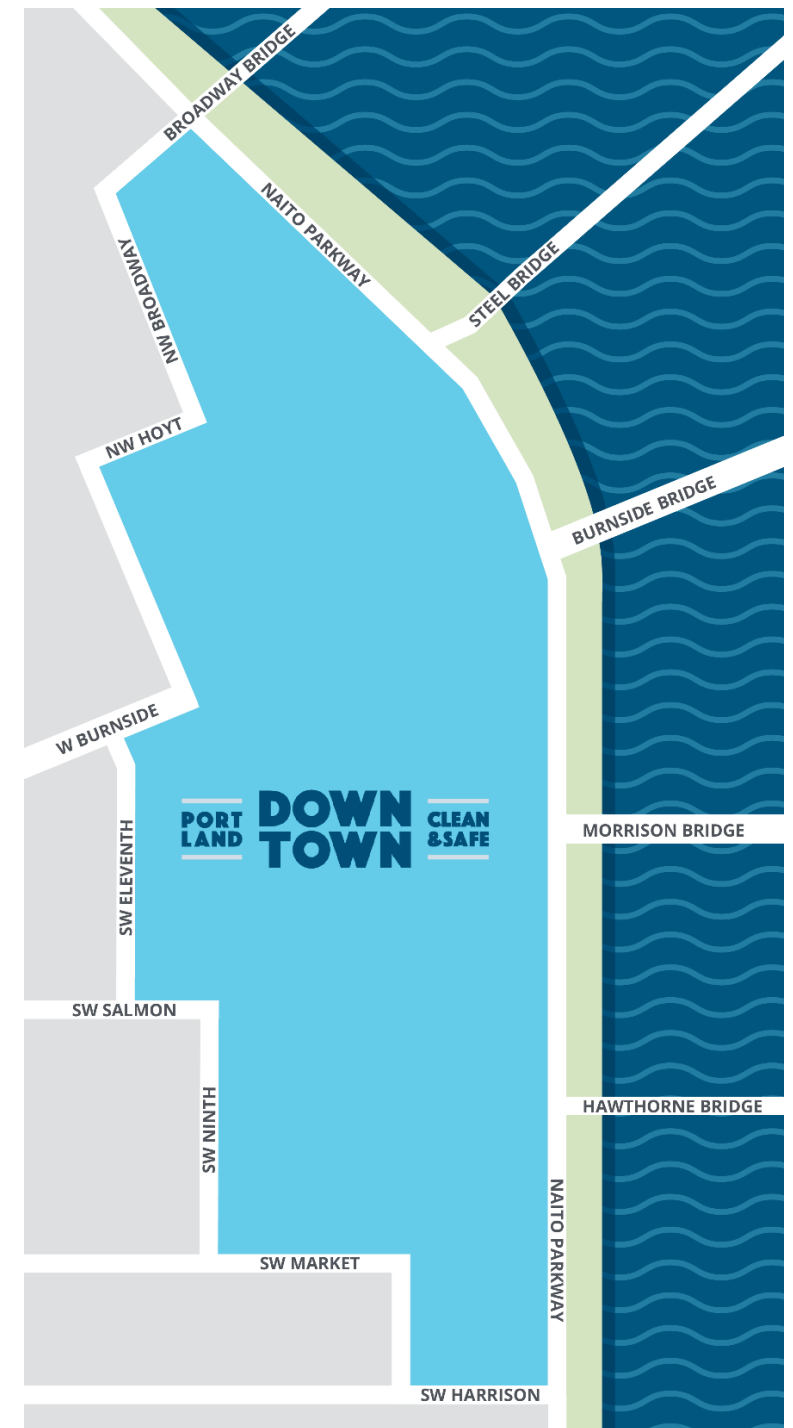 BROADWAY BRIDGE
NAITO PARKWAY
NW BROADWAY
STEEL BRIDGE
NW HOYT
BURNSIDE BRIDGE
W BURNSIDE
PORT
LAND
DOWN
TOWN
CLEAN
&SAFE
MORRISON BRIDGE
SW ELEVENTH
SW SALMON
HAWTHORNE BRIDGE
SW NINTH
NAITO PARKWAY
SW MARKET
SW HARRISON